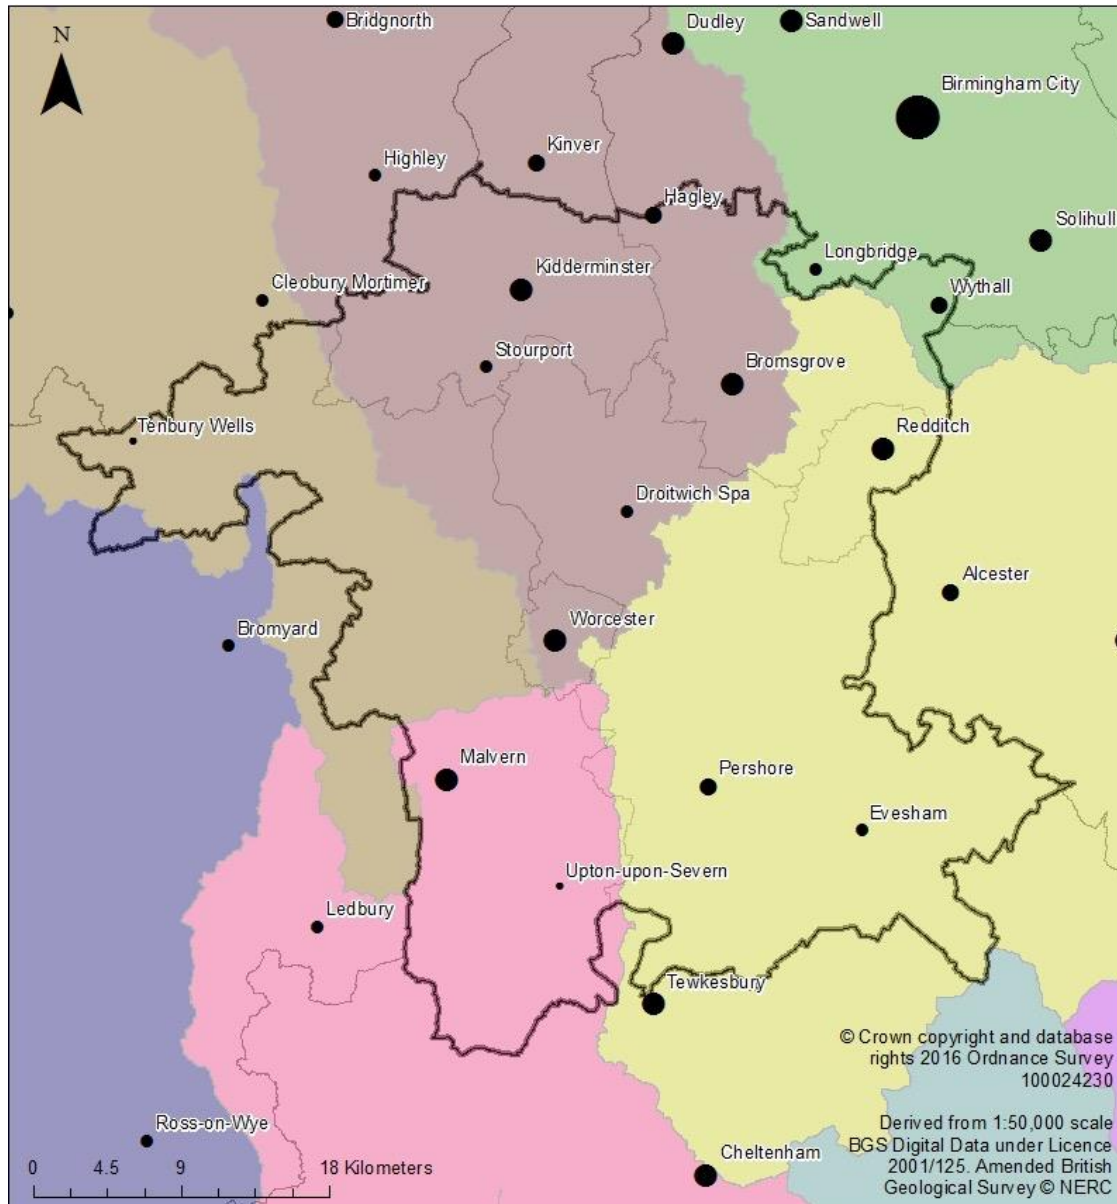 Bridgnorth
Dudley
Sandwell
N
Birmingham City
Kinver
Highley
Hagley
Solihull
Longbridge
Kidderminster
Cleobury Mortimer
Wythall
Stourport
Bromsgrove
Tenbury Wells
Redditch
Droitwich Spa
Alcester
Bromyard
Worcester
Malvern
Pershore
Evesham
Upton-upon-Severn
Ledbury
Tewkesbury
© Crown copyright and database
rights 2016 Ordnance Survey
100024230
Ross-on-Wye
Derived from 1:50,000 scale
BGS Digital Data under Licence
2001/125. Amended British
Geological Survey © NERC
Cheltenham
0 4.5 9 18 Kilometers